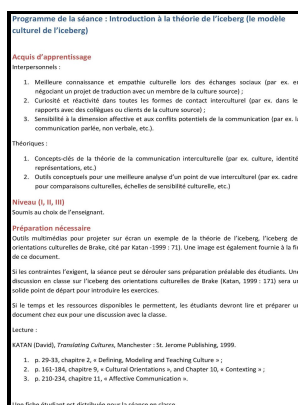 Programme de la séance : Introduction à la théorie de l'iceberg (le modèle
culturel de l'iceberg)
Acquis d'apprentissage
Interpersonnels :
1. Meilleure connaissance et empathie culturelle lors des échanges sociaux (par ex. en
négociant un projet de traduction avec un membre de la culture source) ;
2. Curiosité et réactivité dans toutes les formes de contact interculturel (par ex. dans le
rapports avec des collègues ou clients de la culture source) ;
3. Sensibilité à la dimension affective et aux conflits potentiels de la communication (par ex. la
communication parlée, non verbale, etc.).
Théoriques :
1. Concepts-clés de la théorie de la communication interculturelle (par ex. culture, identité
représentations, etc.)
2. Outils conceptuels pour une meilleure analyse d'un point de vue interculturel (par ex. cadre
pour comparaisons culturelles, échelles de sensibilité culturelle, etc.)
Niveau (I, II, III)
Soumis au choix de l'enseignant.
Préparation nécessaire
Outils multimédias pour projeter sur écran un exemple de la théorie de l'iceberg, l'iceberg de
orientations culturelles de Brake, cité par Katan -1999 : 71). Une image est également fournie à la fi
de ce document.
Si les contraintes l'exigent, la séance peut se dérouler sans préparation préalable des étudiants. Un
discussion en classe sur l'iceberg des orientations culturelles de Brake (Katan, 1999 : 171) sera u
solide point de départ pour introduire les exercices.
Si le temps et les ressources disponibles le permettent, les étudiants devront lire et préparer u
document chez eux pour une discussion avec la classe.
Lecture :
KATAN (David), Translating Cultures, Manchester : St. Jerome Publishing, 1999.
1. p. 29-33, chapitre 2, « Defining, Modeling and Teaching Culture » ;
2. p. 161-184, chapitre 9, « Cultural Orientations », and Chapter 10, « Contexting » ;
3. p. 210-234, chapitre 11, « Affective Communication ».
Une fiche étudiant est distribuée pour la séance en classe.